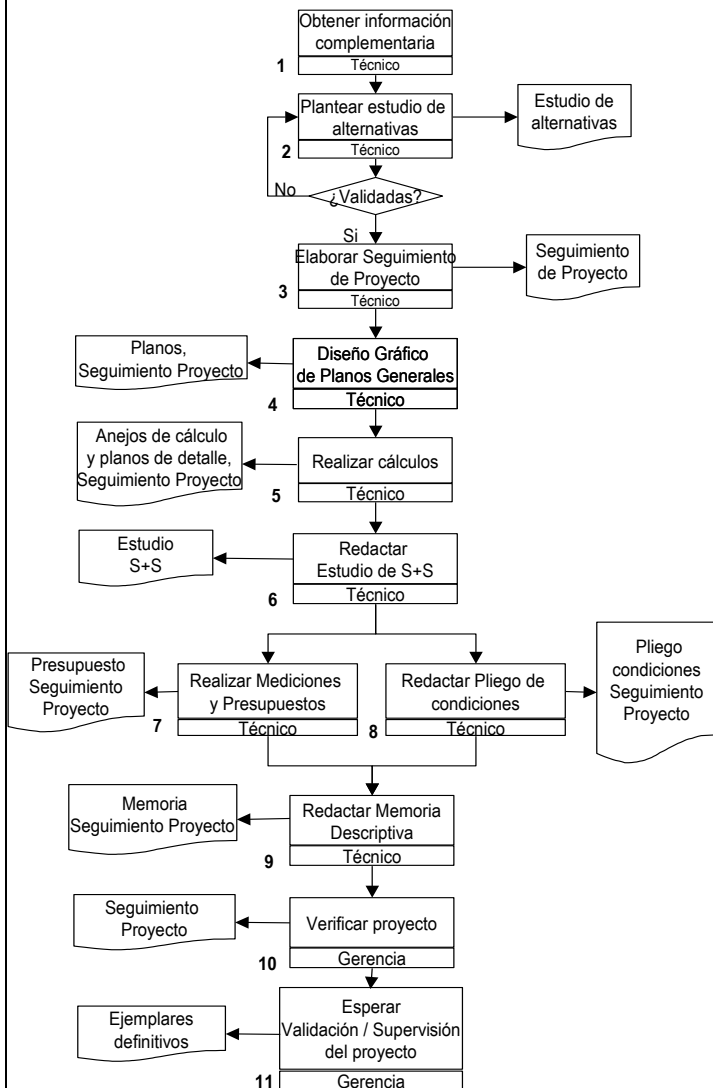 Obtener información
complementaria
1
Técnico
Plantear estudio de
alternativas
Estudio de
alternativas
2
Técnico
No
¿Validadas?
Si
Elaborar Seguimiento
de Proyecto
Seguimiento
de Proyecto
3
Técnico
Planos,
Seguimiento Proyecto
Diseño Gráfico
de Planos Generales
4
Técnico
Anejos de cálculo
y planos de detalle,
Seguimiento Proyecto
Realizar cálculos
5
Técnico
Estudio
S+S
Redactar
Estudio de S+S
6
Técnico
Presupuesto
Seguimiento
Proyecto
Realizar Mediciones
y Presupuestos
7
Técnico
Redactar Pliego de
condiciones
8
Técnico
Pliego
condiciones
Seguimiento
Proyecto
Memoria
Seguimiento Proyecto
Redactar Memoria
Descriptiva
9
Técnico
Seguimiento
Proyecto
Verificar proyecto
10
Gerencia
Ejemplares
definitivos
Esperar
Validación / Supervisión
del proyecto
11
Gerencia